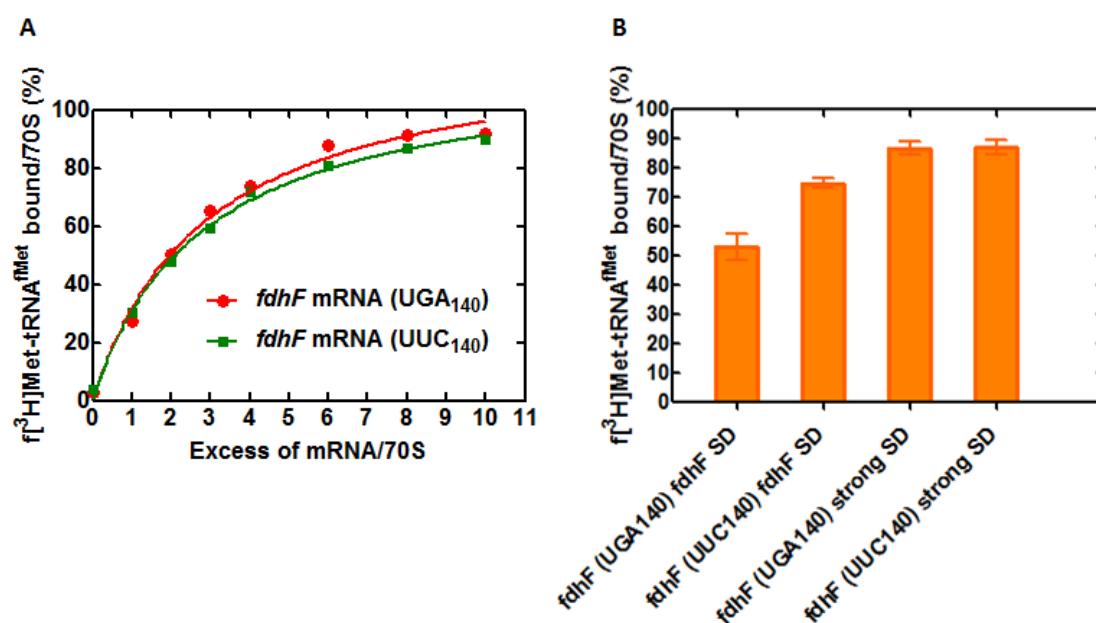 A
f[³H]Met-tRNAᶠᴹᵉᵗ bound/70S (%)
100
80
60
40
20
0
fdhF mRNA (UGA₁₄₀)
fdhF mRNA (UUC₁₄₀)
0 1 2 3 4 5 6 7 8 9 10 11
Excess of mRNA/70S
B
f[³H]Met-tRNAᶠᴹᵉᵗ bound/70S (%)
100
90
80
70
60
50
40
30
20
10
0
fdhF (UGA140) fdhF SD
fdhF (UUC140) fdhF SD
fdhF (UGA140) strong SD
fdhF (UUC140) strong SD